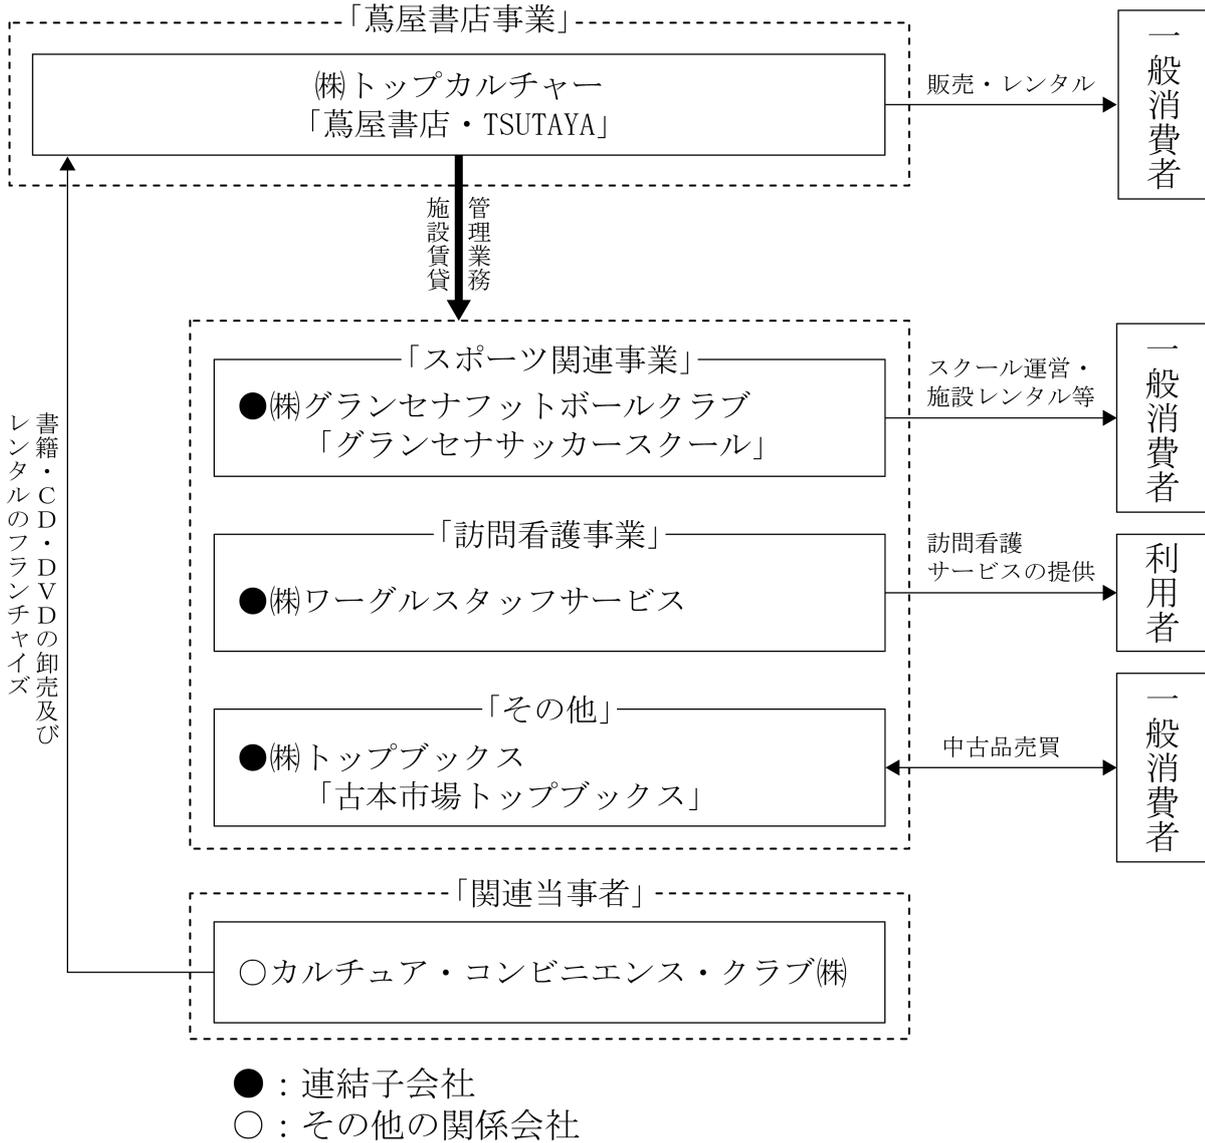 「蔦屋書店事業」
㈱トップカルチャー
「蔦屋書店・TSUTAYA」
販売・レンタル
一般消費者
管理業務
施設賃貸
「スポーツ関連事業」
●㈱グランセナフットボールクラブ
「グランセナサッカースクール」
スクール運営・
施設レンタル等
一般消費者
「訪問看護事業」
●㈱ワーグルスタッフサービス
訪問看護
サービスの提供
利用者
「その他」
●㈱トップブックス
「古本市場トップブックス」
中古品売買
一般消費者
書籍・CD・DVDの卸売及び
レンタルのフランチャイズ
「関連当事者」
○カルチュア・コンビニエンス・クラブ㈱
●：連結子会社
○：その他の関係会社